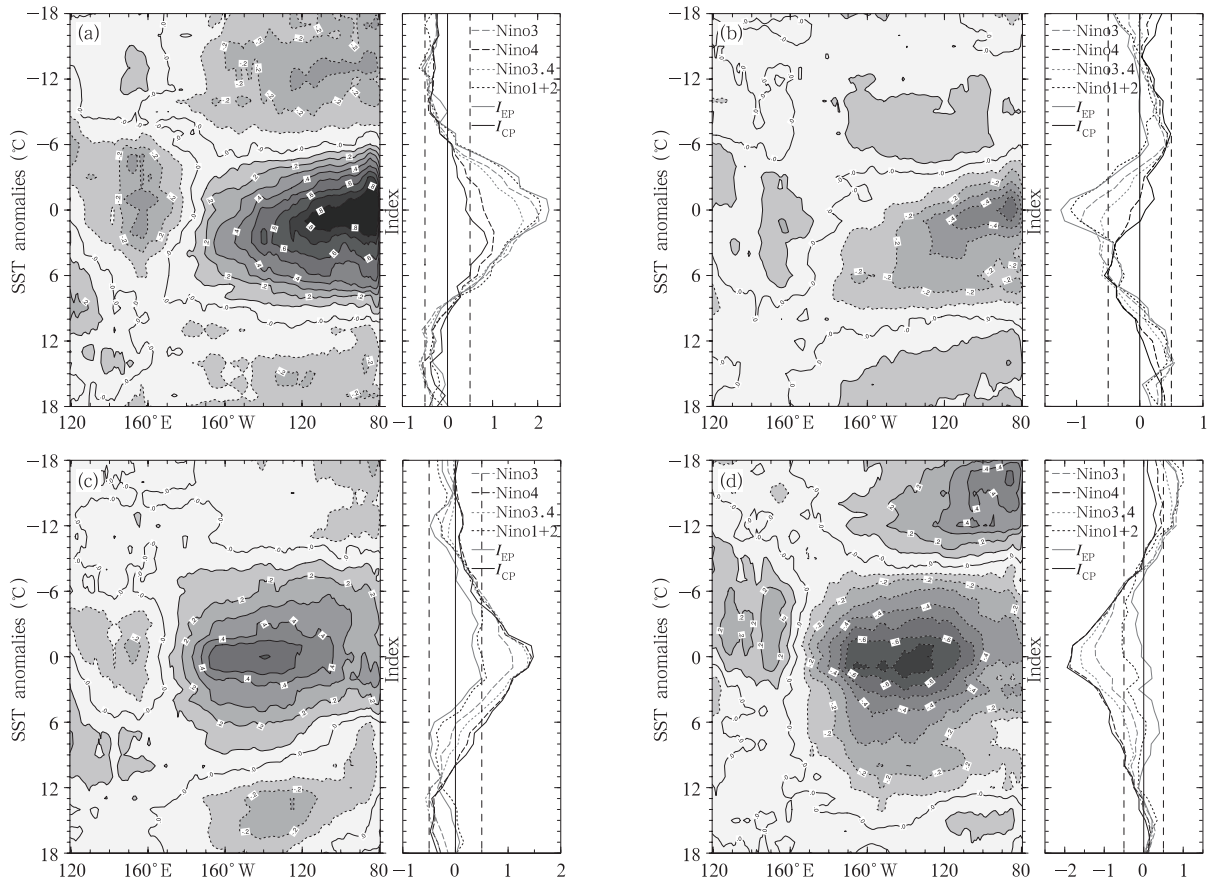 (a)
−18
−12
−6
0
6
12
18
SST anomalies (℃)
120 160°E 160°W 120 80
Nino3
Nino4
Nino3.4
Nino1+2
I_EP
I_CP
Index
−1 0 1 2
(b)
−18
−12
−6
0
6
12
18
SST anomalies (℃)
120 160°E 160°W 120 80
Nino3
Nino4
Nino3.4
Nino1+2
I_EP
I_CP
Index
−1 0 1
(c)
−18
−12
−6
0
6
12
18
SST anomalies (℃)
120 160°E 160°W 120 80
Nino3
Nino4
Nino3.4
Nino1+2
I_EP
I_CP
Index
−1 0 1 2
(d)
−18
−12
−6
0
6
12
18
SST anomalies (℃)
120 160°E 160°W 120 80
Nino3
Nino4
Nino3.4
Nino1+2
I_EP
I_CP
Index
−2 −1 0 1